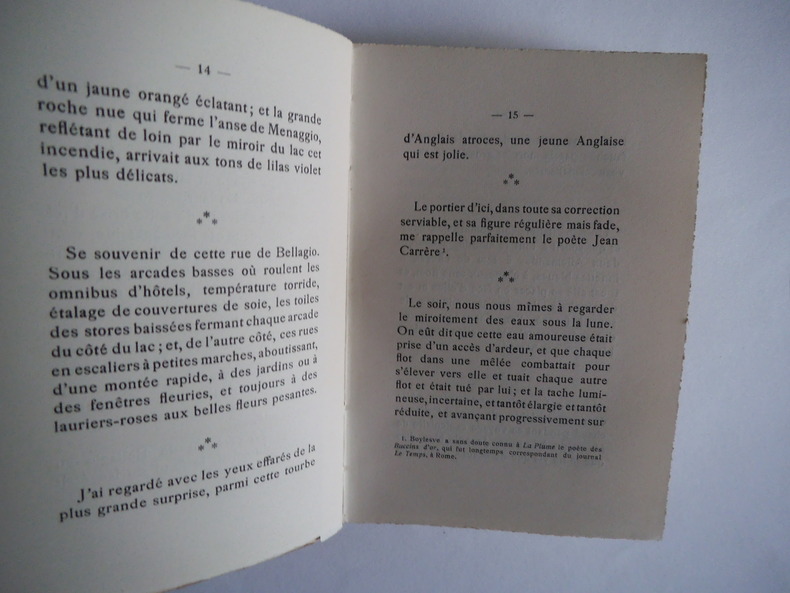 — 14 —
d'un jaune orangé éclatant; et la grande
roche nue qui ferme l'anse de Menaggio,
reflétant de loin par le miroir du lac cet
incendie, arrivait aux tons de lilas violet
les plus délicats.
***
Se souvenir de cette rue de Bellagio.
Sous les arcades basses où roulent les
omnibus d'hôtels, température torride,
étalage de couvertures de soie, les toiles
des stores baissées fermant chaque arcade
du côté du lac; et, de l'autre côté, ces rues
en escaliers à petites marches, aboutissant,
d'une montée rapide, à des jardins ou à
des fenêtres fleuries, et toujours à des
lauriers-roses aux belles fleurs pesantes.
***
J'ai regardé avec les yeux effarés de la
plus grande surprise, parmi cette tourbe
— 15 —
d'Anglais atroces, une jeune Anglaise
qui est jolie.
***
Le portier d'ici, dans toute sa correction
serviable, et sa figure régulière mais fade,
me rappelle parfaitement le poète Jean
Carrère¹.
***
Le soir, nous nous mîmes à regarder
le miroitement des eaux sous la lune.
On eût dit que cette eau amoureuse était
prise d'un accès d'ardeur, et que chaque
flot dans une mêlée combattait pour
s'élever vers elle et tuait chaque autre
flot et était tué par lui; et la tache lumi-
neuse, incertaine, et tantôt élargie et tantôt
réduite, et avançant progressivement sur
1. Boylesve a sans doute connu à La Plume le poète des
Buccins d'or, qui fut longtemps correspondant du journal
Le Temps, à Rome.